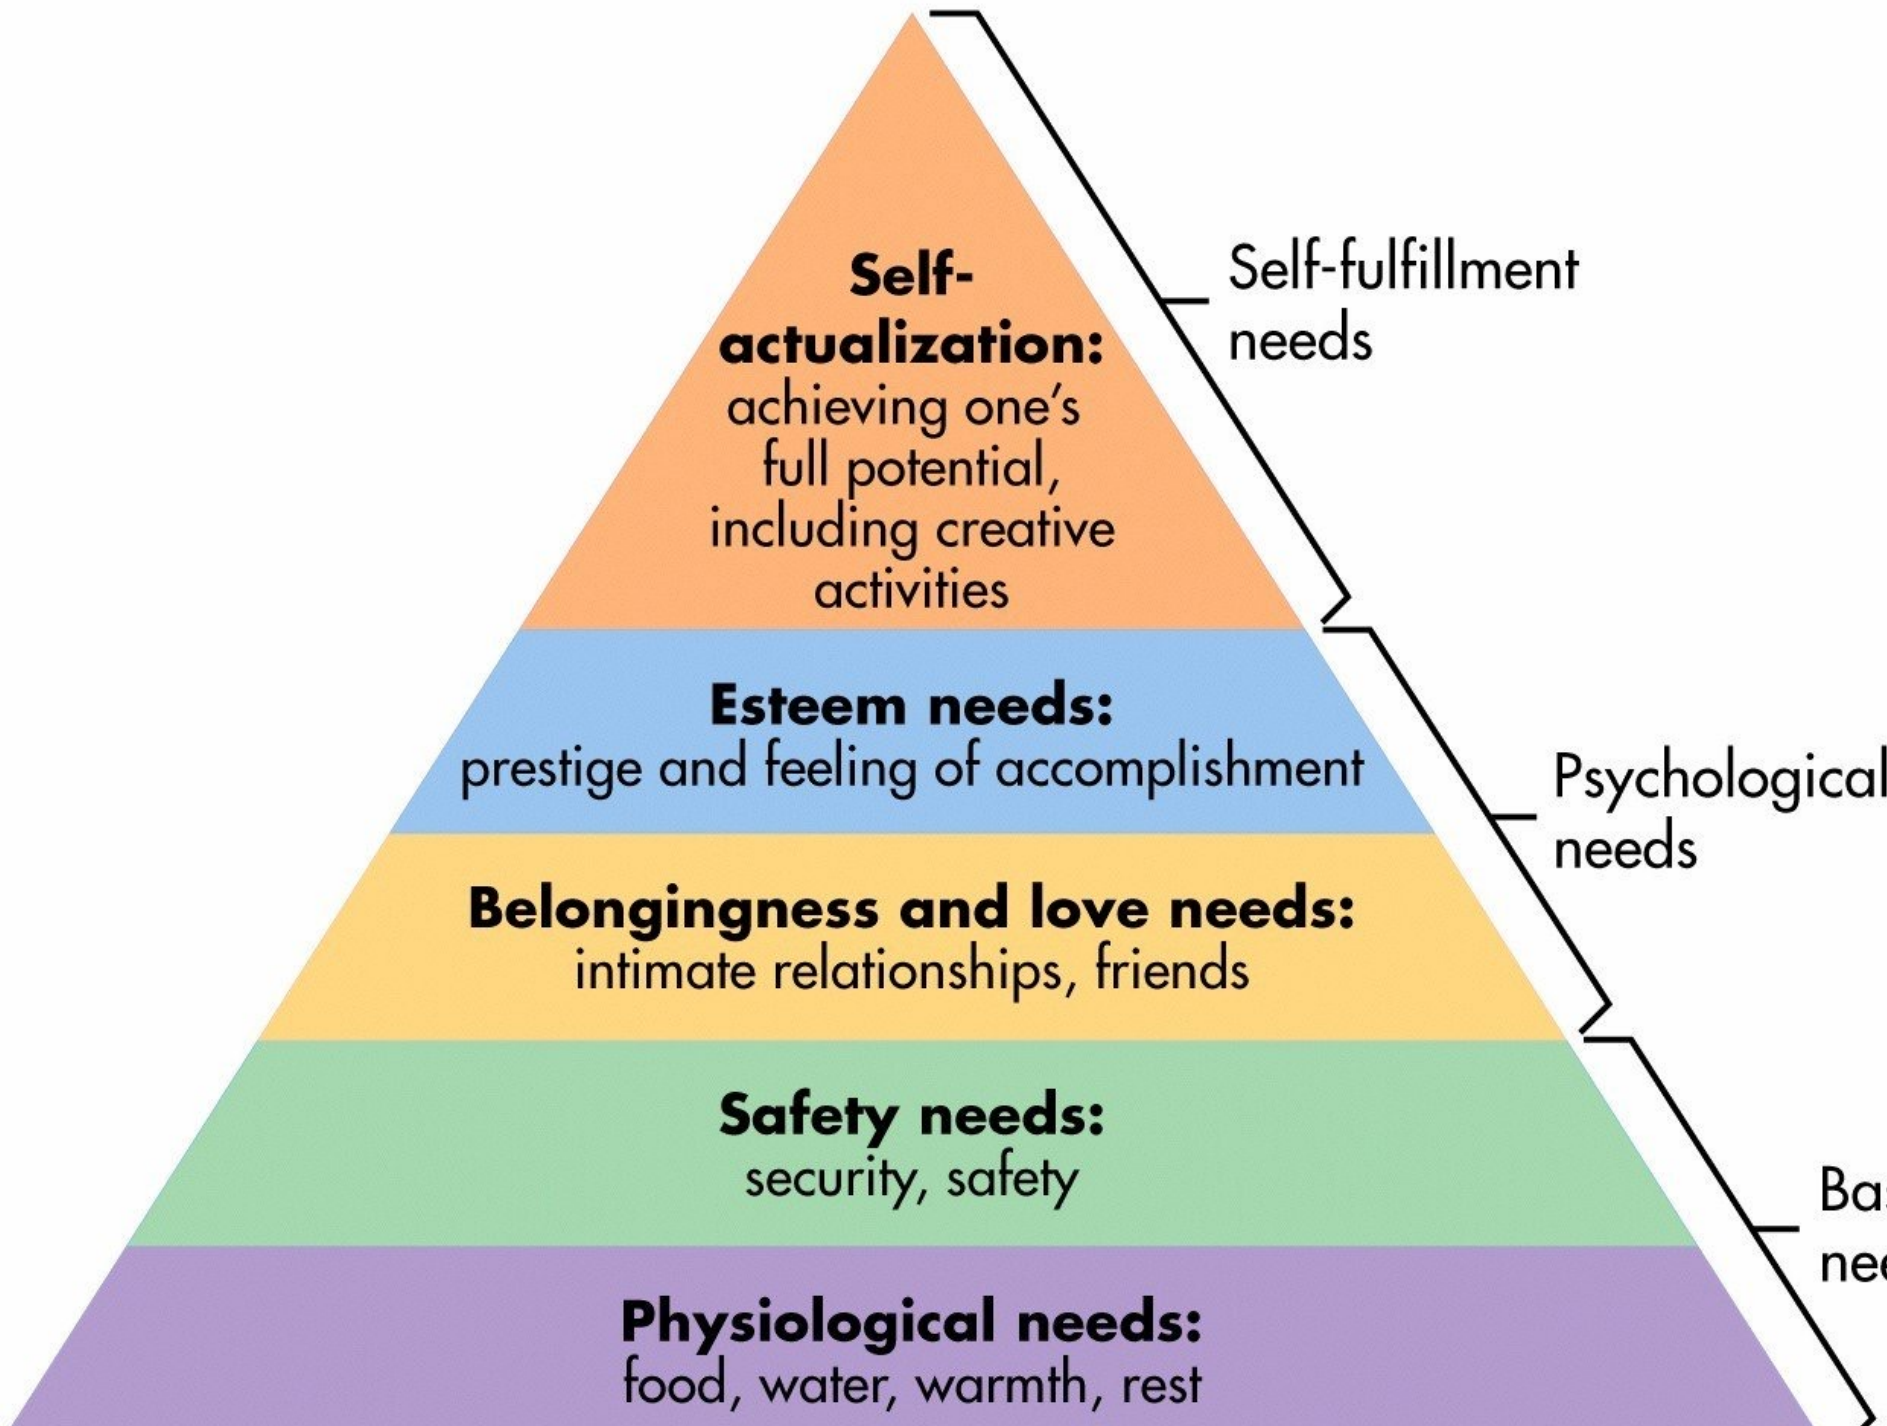 Self-
actualization:
achieving one’s
full potential,
including creative
activities
Self-fulfillment
needs
Esteem needs:
prestige and feeling of accomplishment
Psychological
needs
Belongingness and love needs:
intimate relationships, friends
Safety needs:
security, safety
Physiological needs:
food, water, warmth, rest